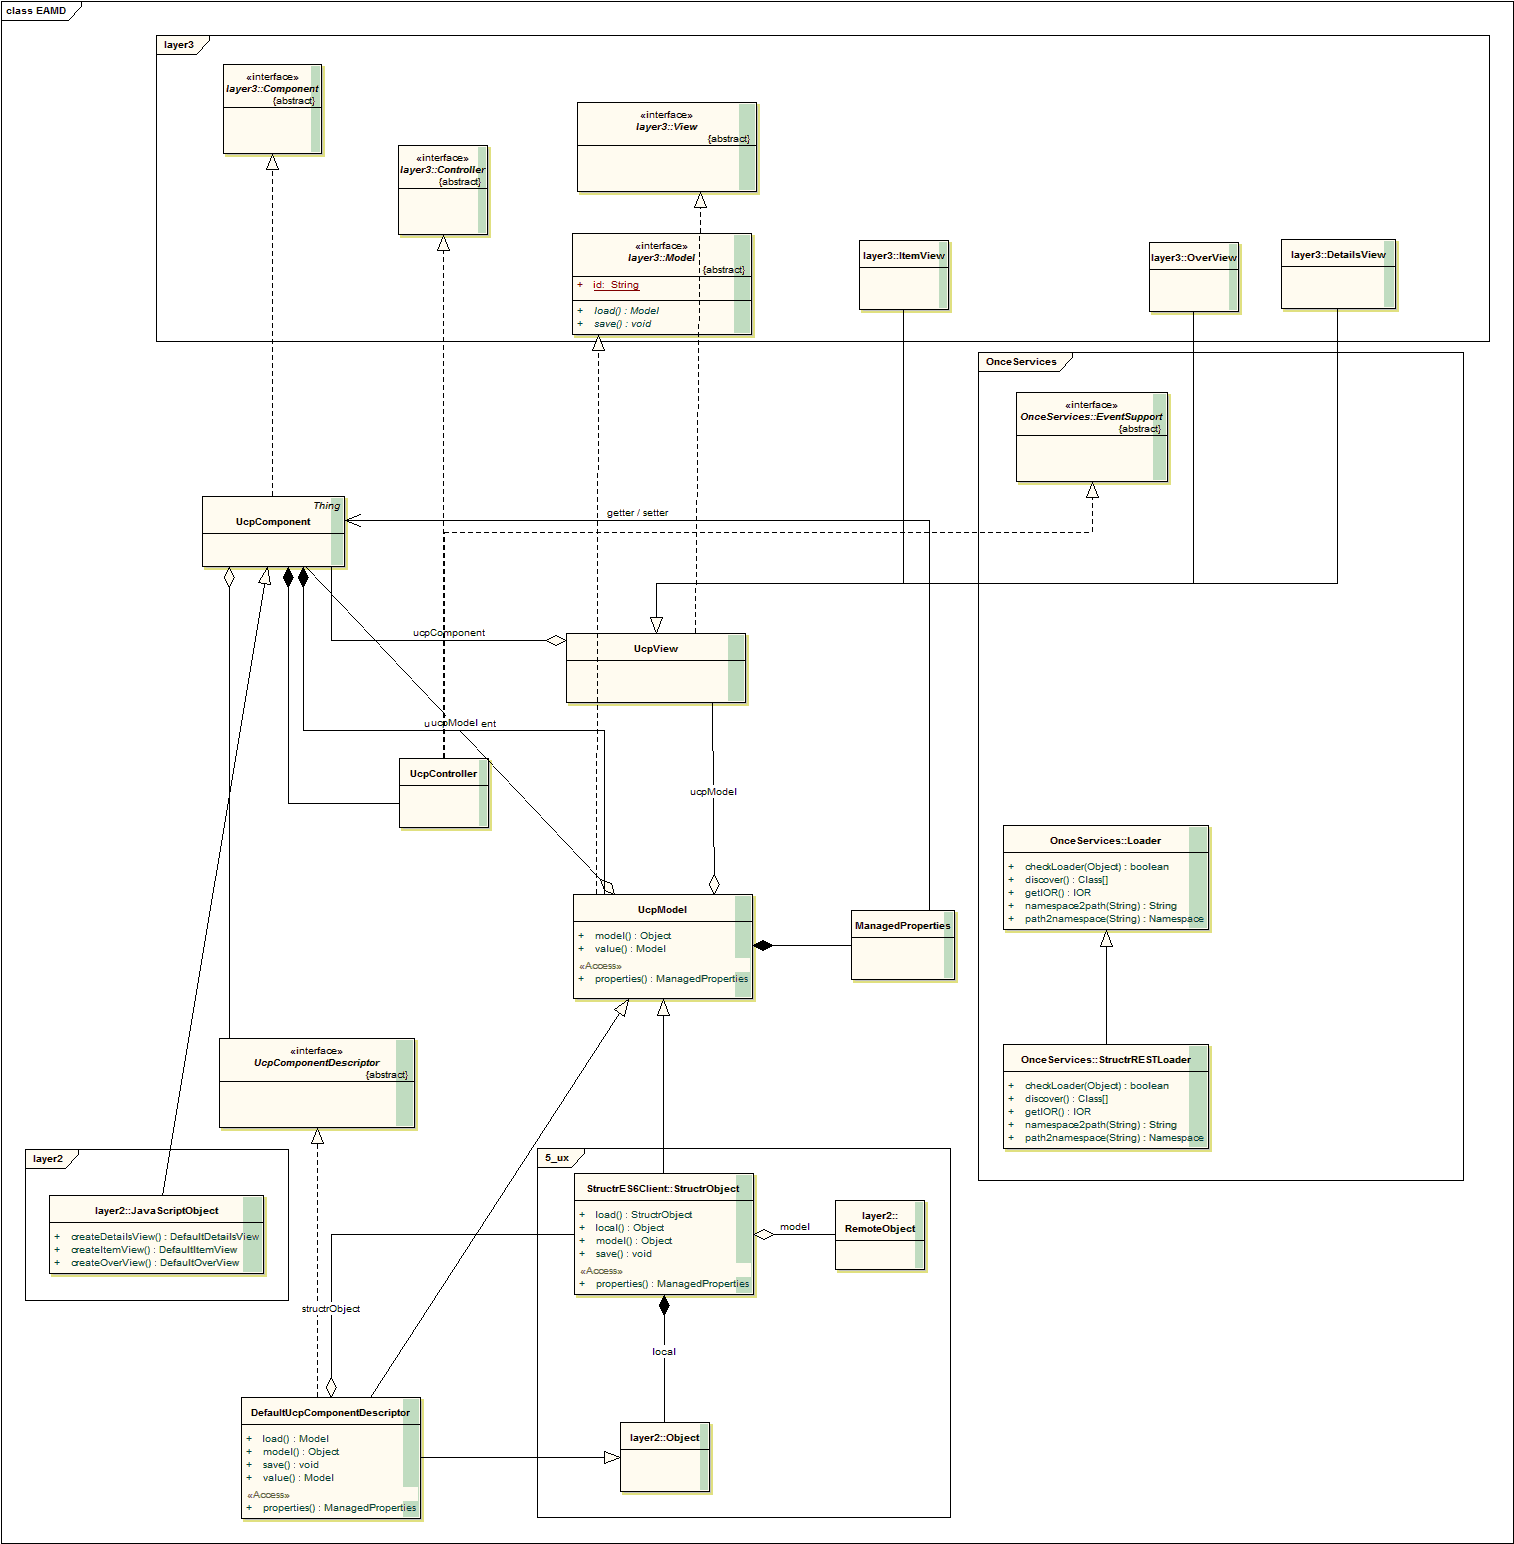 class EAMD
layer3
«interface»
layer3::Component
{abstract}
«interface»
layer3::View
{abstract}
«interface»
layer3::Controller
{abstract}
«interface»
layer3::Model
{abstract}
+ id: String
+ load() : Model
+ save() : void
layer3::ItemView
layer3::OverView
layer3::DetailsView
OnceServices
«interface»
OnceServices::EventSupport
{abstract}
Thing
UcpComponent
getter / setter
ucpComponent
UcpView
ucpModel
ent
UcpController
ucpModel
OnceServices::Loader
+ checkLoader(Object) : boolean
+ discover() : Class[]
+ getIOR() : IOR
+ namespace2path(String) : String
+ path2namespace(String) : Namespace
UcpModel
+ model() : Object
+ value() : Model
«Access»
+ properties() : ManagedProperties
ManagedProperties
«interface»
UcpComponentDescriptor
{abstract}
OnceServices::StructrRESTLoader
+ checkLoader(Object) : boolean
+ discover() : Class[]
+ getIOR() : IOR
+ namespace2path(String) : String
+ path2namespace(String) : Namespace
layer2
layer2::JavaScriptObject
+ createDetailsView() : DefaultDetailsView
+ createItemView() : DefaultItemView
+ createOverView() : DefaultOverView
5_ux
StructrES6Client::StructrObject
+ load() : StructrObject
+ local() : Object
+ model() : Object
+ save() : void
«Access»
+ properties() : ManagedProperties
model
layer2::
RemoteObject
structrObject
local
DefaultUcpComponentDescriptor
+ load() : Model
+ model() : Object
+ save() : void
+ value() : Model
«Access»
+ properties() : ManagedProperties
layer2::Object